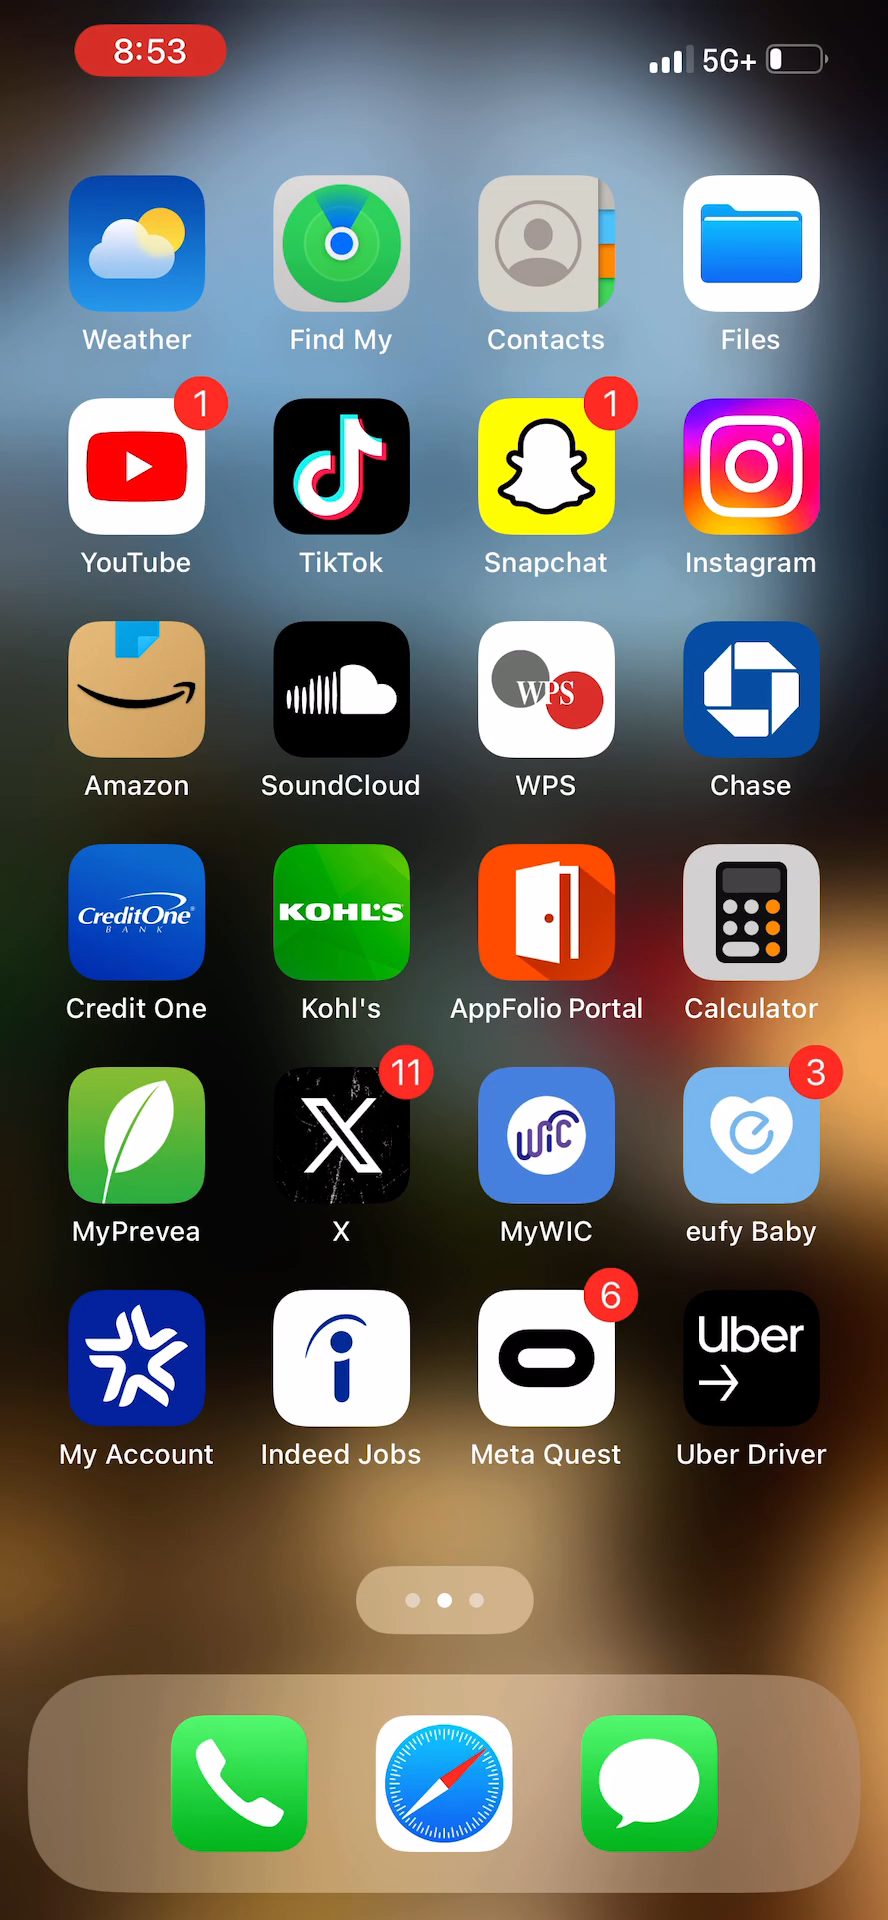 8:53 5G+
Weather Find My Contacts Files
1 1
YouTube TikTok Snapchat Instagram
WPS
Amazon SoundCloud WPS Chase
CreditOne KOHL'S
BANK
Credit One Kohl's AppFolio Portal Calculator
11 3
X WIC
MyPrevea X MyWIC eufy Baby
6
Uber
My Account Indeed Jobs Meta Quest Uber Driver